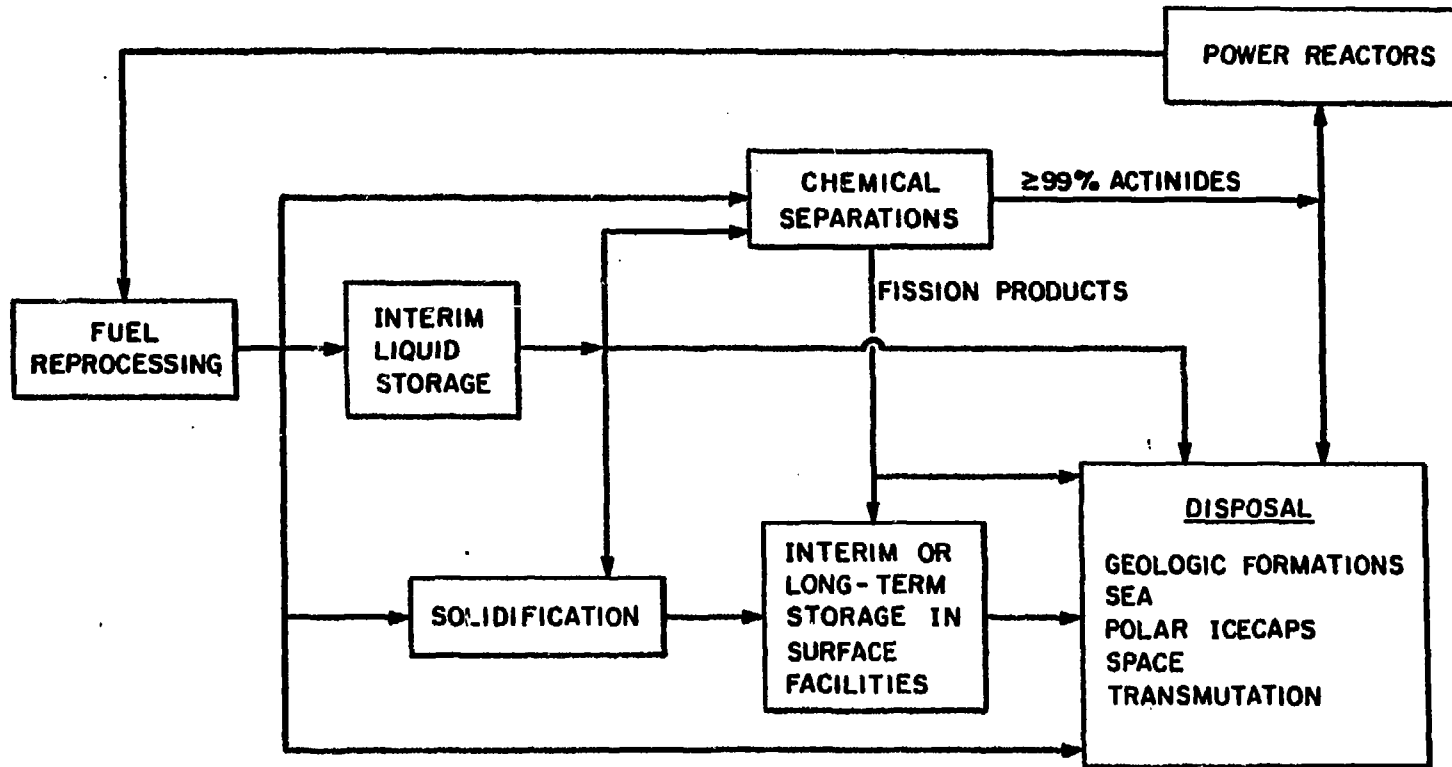 POWER REACTORS
CHEMICAL
SEPARATIONS
≥99% ACTINIDES
FISSION PRODUCTS
FUEL
REPROCESSING
INTERIM
LIQUID
STORAGE
SOLIDIFICATION
INTERIM OR
LONG-TERM
STORAGE IN
SURFACE
FACILITIES
DISPOSAL
GEOLOGIC FORMATIONS
SEA
POLAR ICECAPS
SPACE
TRANSMUTATION